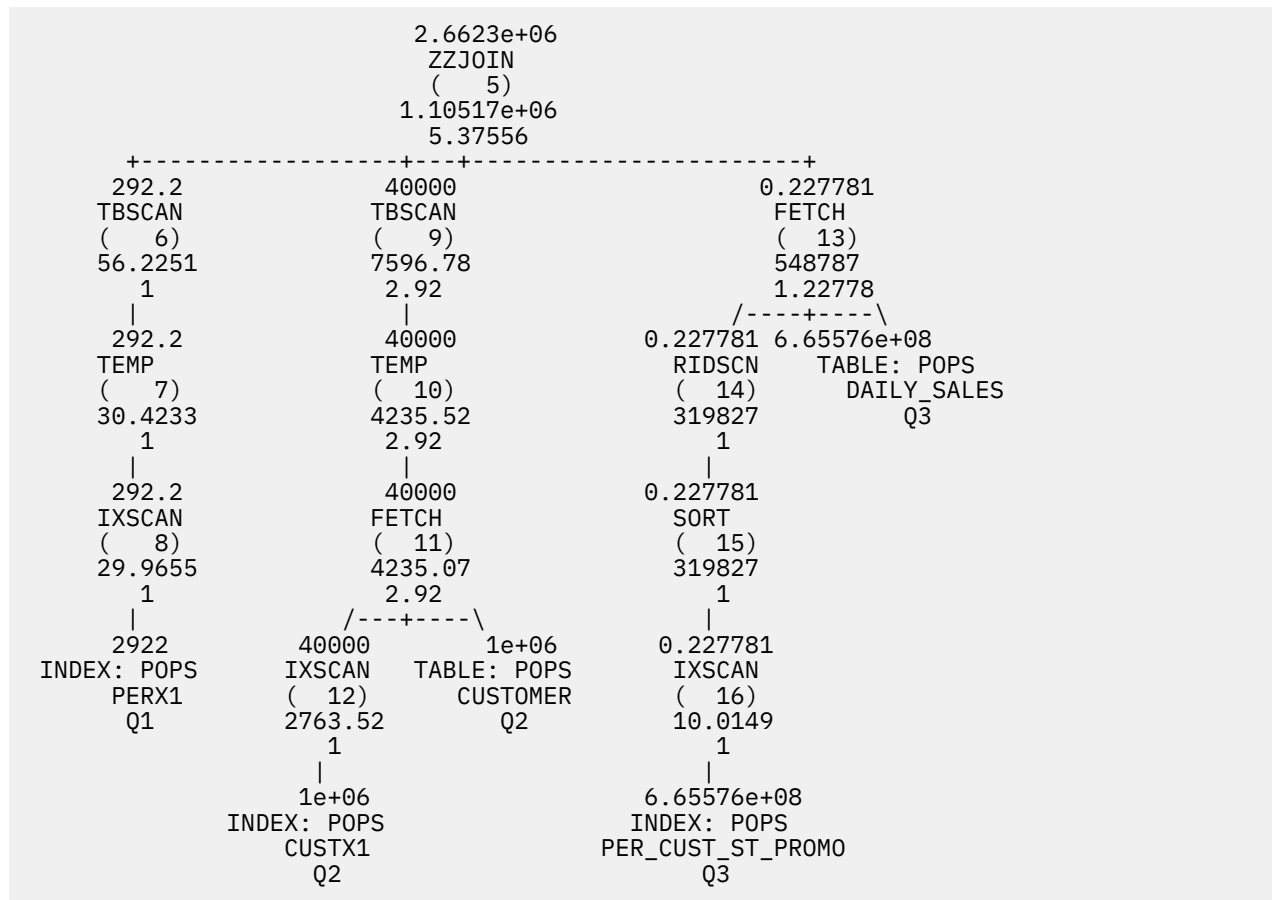 2.6623e+06
                           ZZJOIN
                           (   5)
                         1.10517e+06
                           5.37556
      +------------------+---+-----------------------+
     292.2              40000                     0.227781
    TBSCAN             TBSCAN                      FETCH
    (   6)             (   9)                      (  13)
    56.2251            7596.78                     548787
       1                2.92                       1.22778
      |                  |                      /----+----\
     292.2              40000             0.227781 6.65576e+08
    TEMP               TEMP                 RIDSCN    TABLE: POPS
    (   7)             (  10)               (  14)      DAILY_SALES
    30.4233            4235.52              319827          Q3
       1                2.92                   1
      |                  |                    |
     292.2              40000             0.227781
    IXSCAN             FETCH                SORT
    (   8)             (  11)               (  15)
    29.9655            4235.07              319827
       1                2.92                   1
      |              /---+----\               |
     2922        40000        1e+06       0.227781
INDEX: POPS     IXSCAN   TABLE: POPS       IXSCAN
     PERX1      (  12)      CUSTOMER       (  16)
      Q1        2763.52        Q2          10.0149
                   1                           1
                  |                           |
                 1e+06                   6.65576e+08
            INDEX: POPS                 INDEX: POPS
                CUSTX1                PER_CUST_ST_PROMO
                  Q2                          Q3